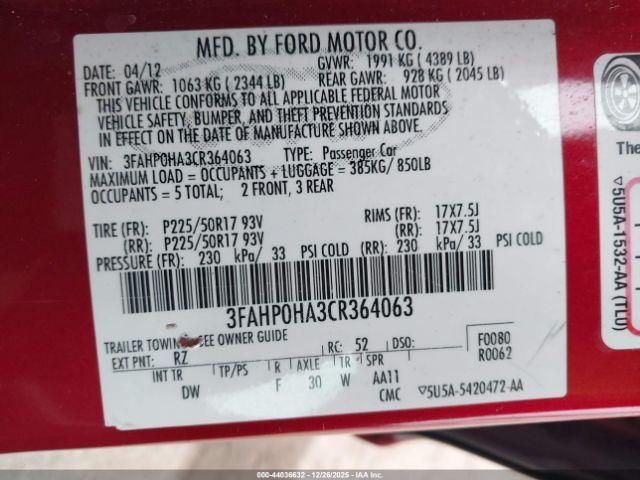 MFD. BY FORD MOTOR CO.
DATE: 04/12 GVWR: 1991 KG ( 4389 LB)
FRONT GAWR: 1063 KG ( 2344 LB) REAR GAWR: 928 KG ( 2045 LB)
THIS VEHICLE CONFORMS TO ALL APPLICABLE FEDERAL MOTOR
VEHICLE SAFETY, BUMPER, AND THEFT PREVENTION STANDARDS
IN EFFECT ON THE DATE OF MANUFACTURE SHOWN ABOVE.
VIN: 3FAHP0HA3CR364063 TYPE: Passenger Car
MAXIMUM LOAD = OCCUPANTS + LUGGAGE = 385KG/ 850LB
OCCUPANTS = 5 TOTAL; 2 FRONT, 3 REAR
TIRE (FR): P225/50R17 93V RIMS (FR): 17X7.5J
(RR): P225/50R17 93V (RR): 17X7.5J
PRESSURE (FR): 230 kPa/ 33 PSI COLD (RR): 230 kPa/ 33 PSI COLD
3FAHP0HA3CR364063
TRAILER TOWING SEE OWNER GUIDE
EXT PNT: RZ RC: 52 DSO: F0080
R0062
INT TR TP/PS R AXLE TR SPR
DW F 30 W AA11
CMC ▽5U5A-5420472-AA
▽5U5A-1532-AA (TLU)
000-44036632 - 12/26/2025 - IAA Inc.